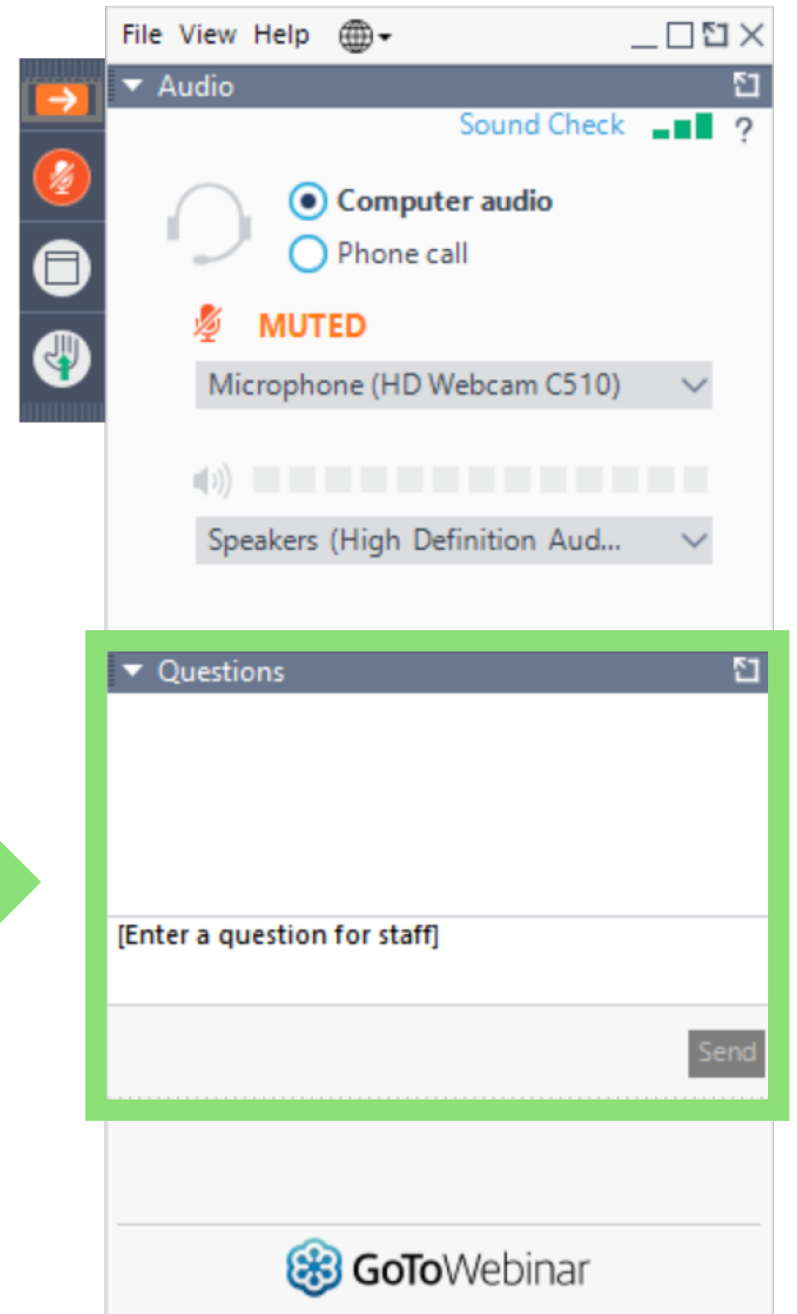 File View Help
Audio
Sound Check ?
Computer audio
Phone call
MUTED
Microphone (HD Webcam C510)
Speakers (High Definition Aud...
Questions
[Enter a question for staff]
Send
GoToWebinar